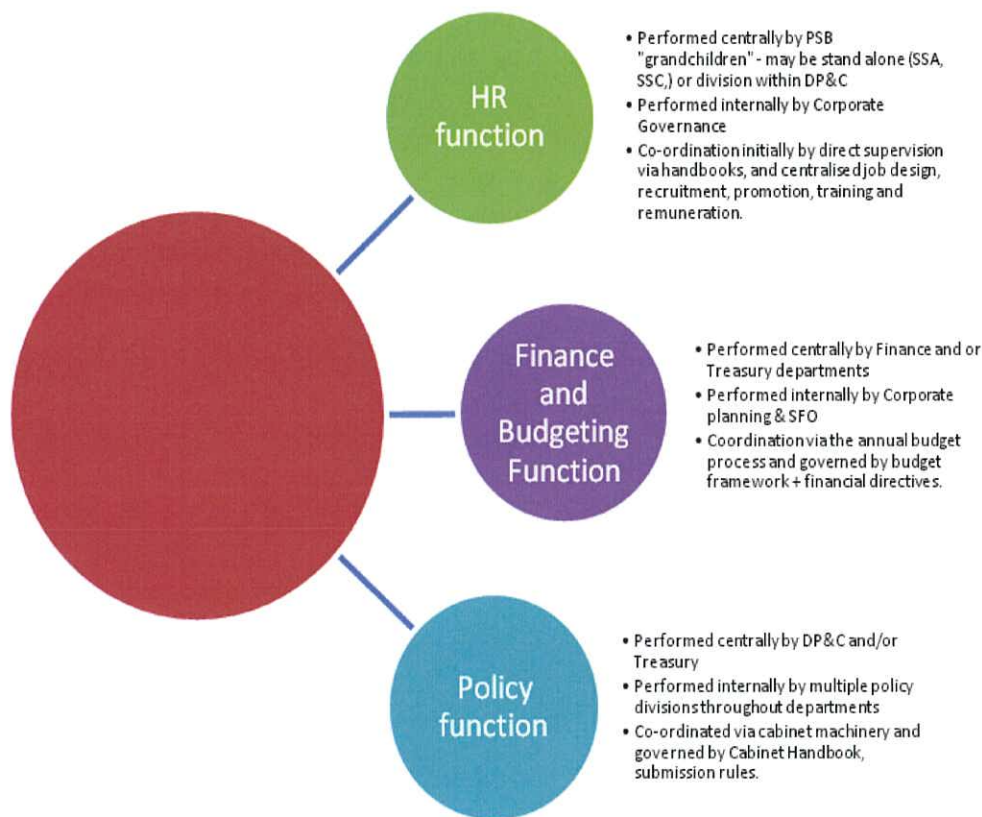 HR
function
• Performed centrally by PSB
"grandchildren" - may be stand alone (SSA,
SSC,) or division within DP&C
• Performed internally by Corporate
Governance
• Co-ordination initially by direct supervision
via handbooks, and centralised job design,
recruitment, promotion, training and
remuneration.
Finance
and
Budgeting
Function
• Performed centrally by Finance and or
Treasury departments
• Performed internally by Corporate
planning & SFO
• Coordination via the annual budget
process and governed by budget
framework + financial directives.
Policy
function
• Performed centrally by DP&C and/or
Treasury
• Performed internally by multiple policy
divisions throughout departments
• Co-ordinated via cabinet machinery and
governed by Cabinet Handbook,
submission rules.